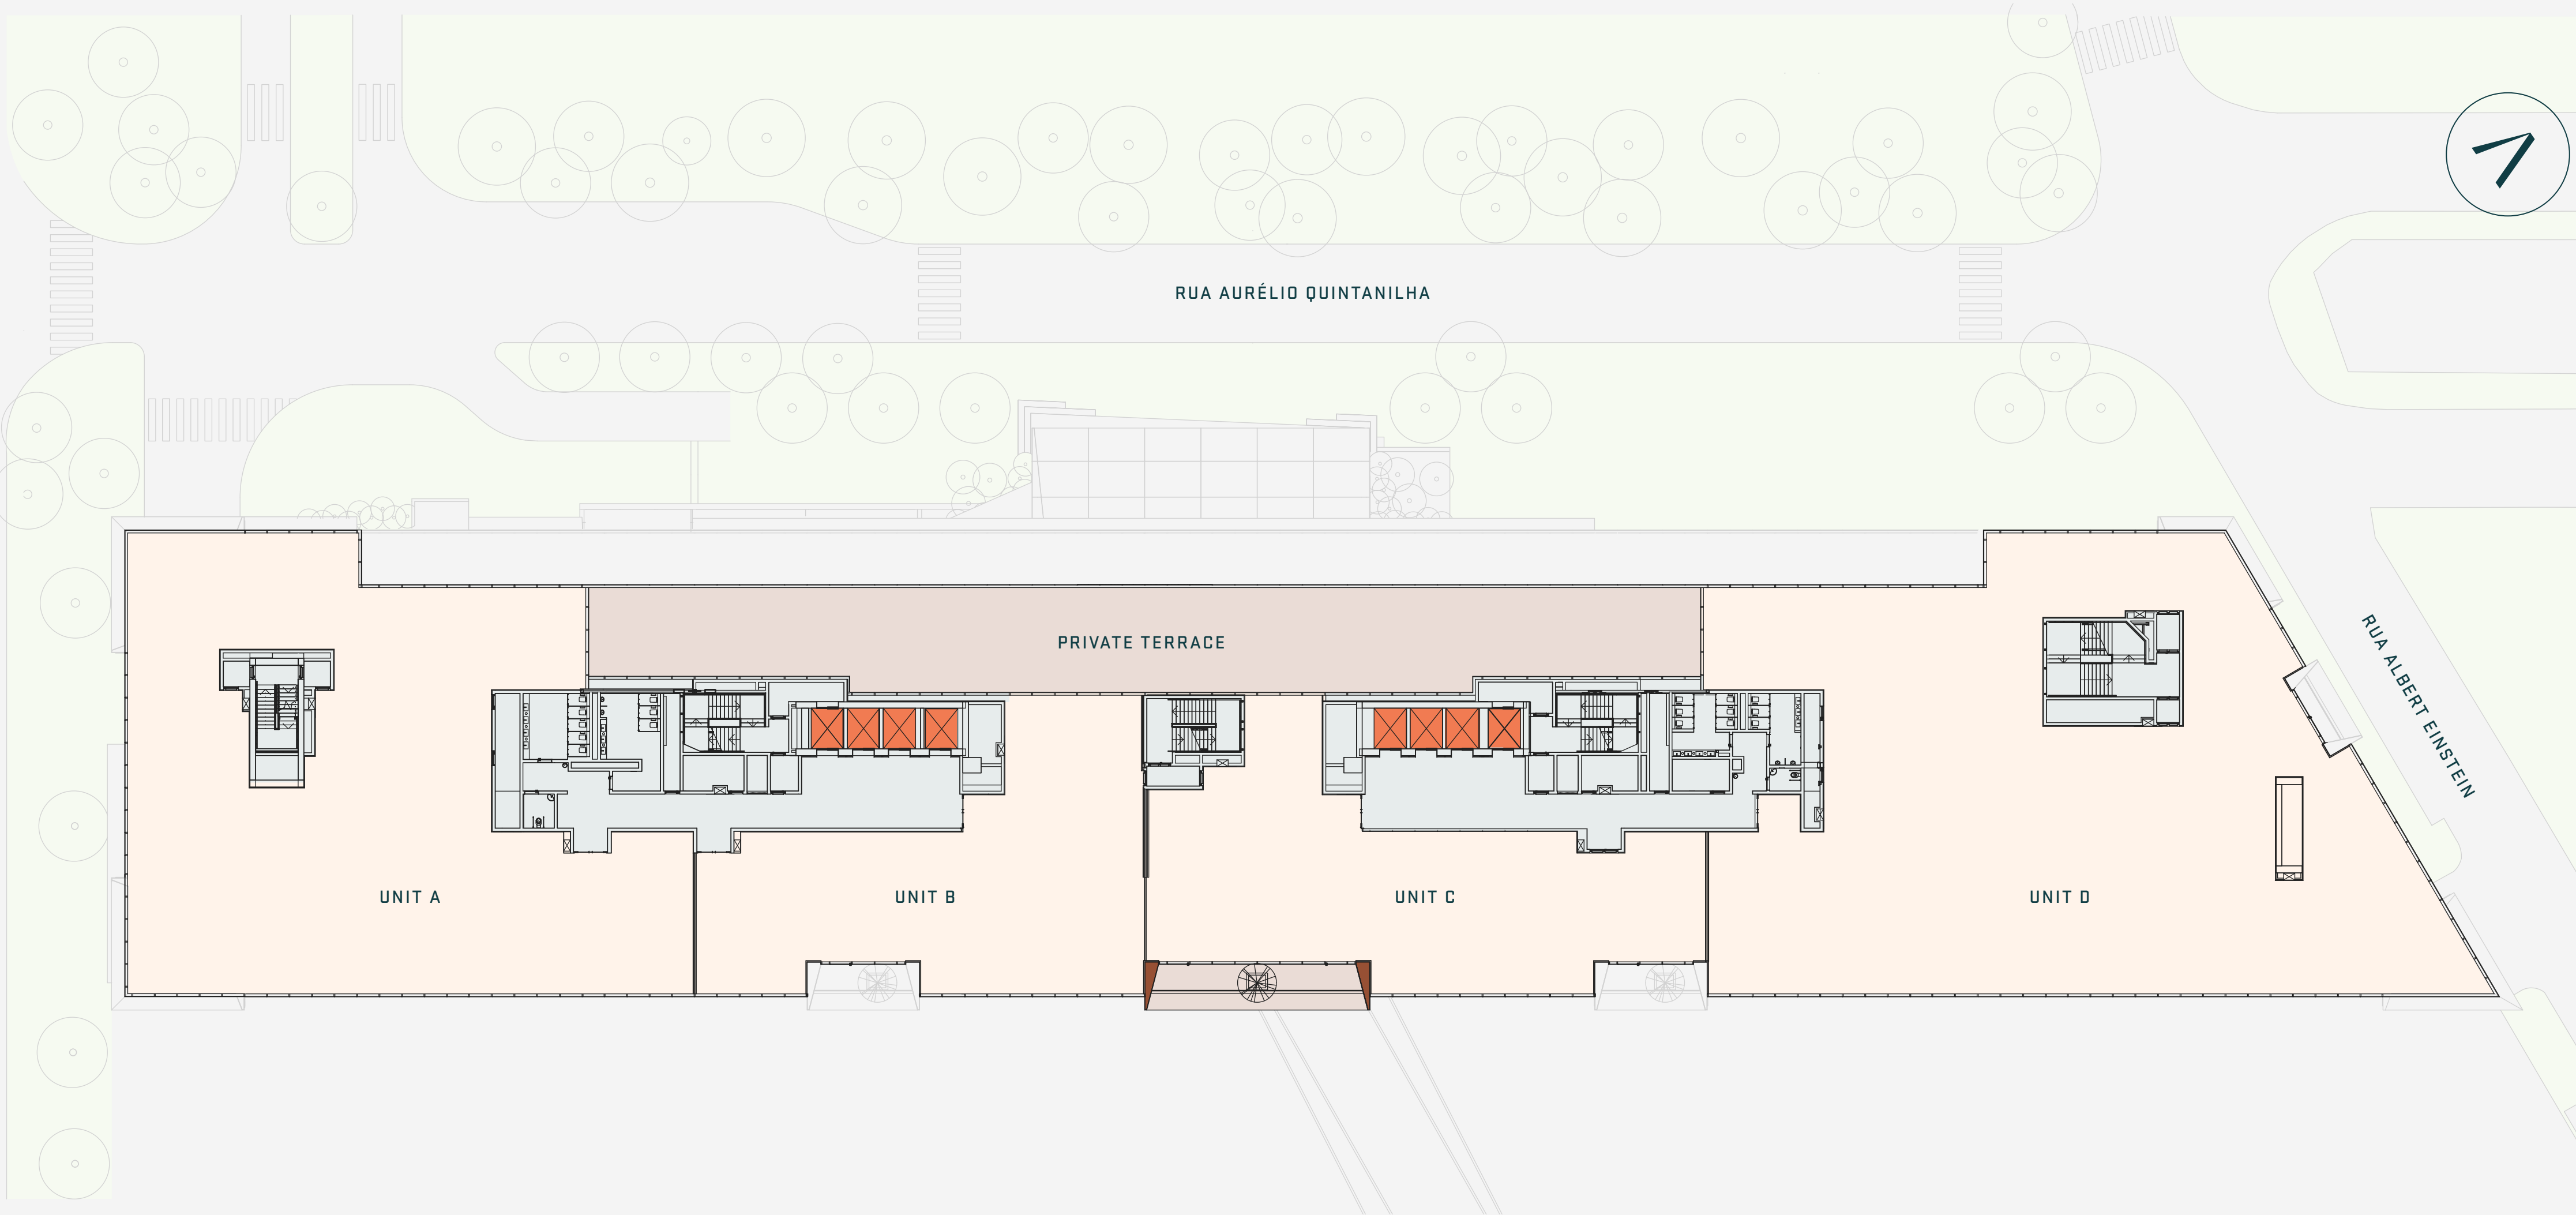 RUA AURÉLIO QUINTANILHA
PRIVATE TERRACE
RUA ALBERT EINSTEIN
UNIT A
UNIT B
UNIT C
UNIT D